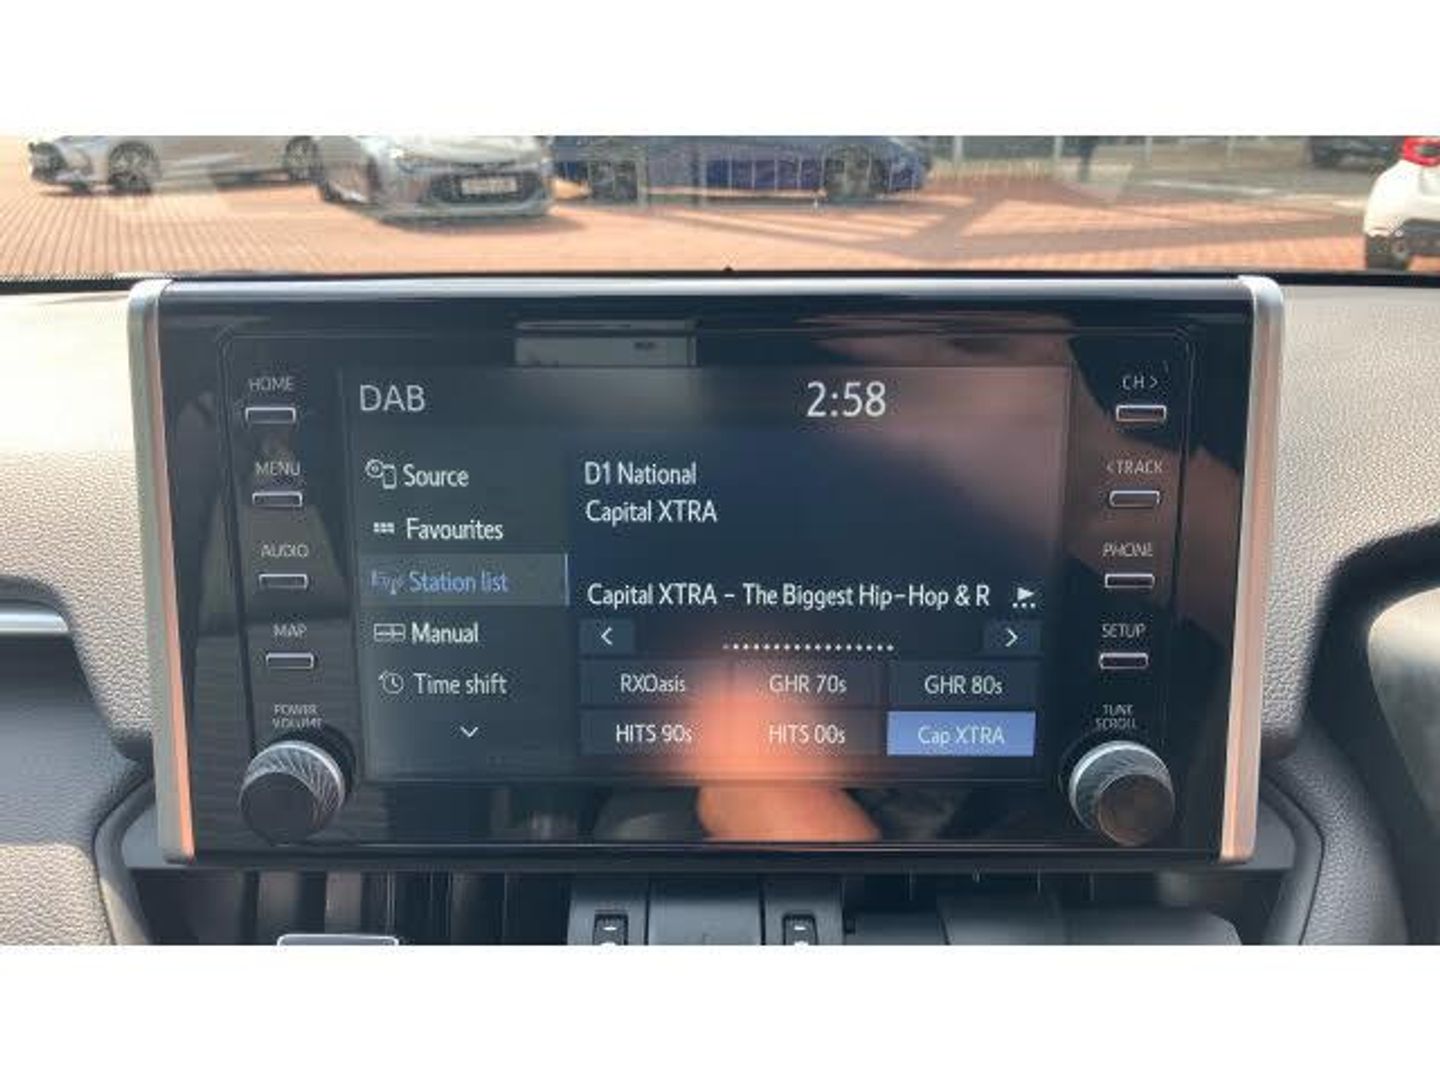 HOME
MENU
AUDIO
MAP
POWER
VOLUME
DAB
2:58
Source
Favourites
Station list
Manual
Time shift
D1 National
Capital XTRA
Capital XTRA - The Biggest Hip-Hop & R
RXOasis GHR 70s GHR 80s
HITS 90s HITS 00s Cap XTRA
CH >
< TRACK
PHONE
SETUP
TUNE
SCROLL